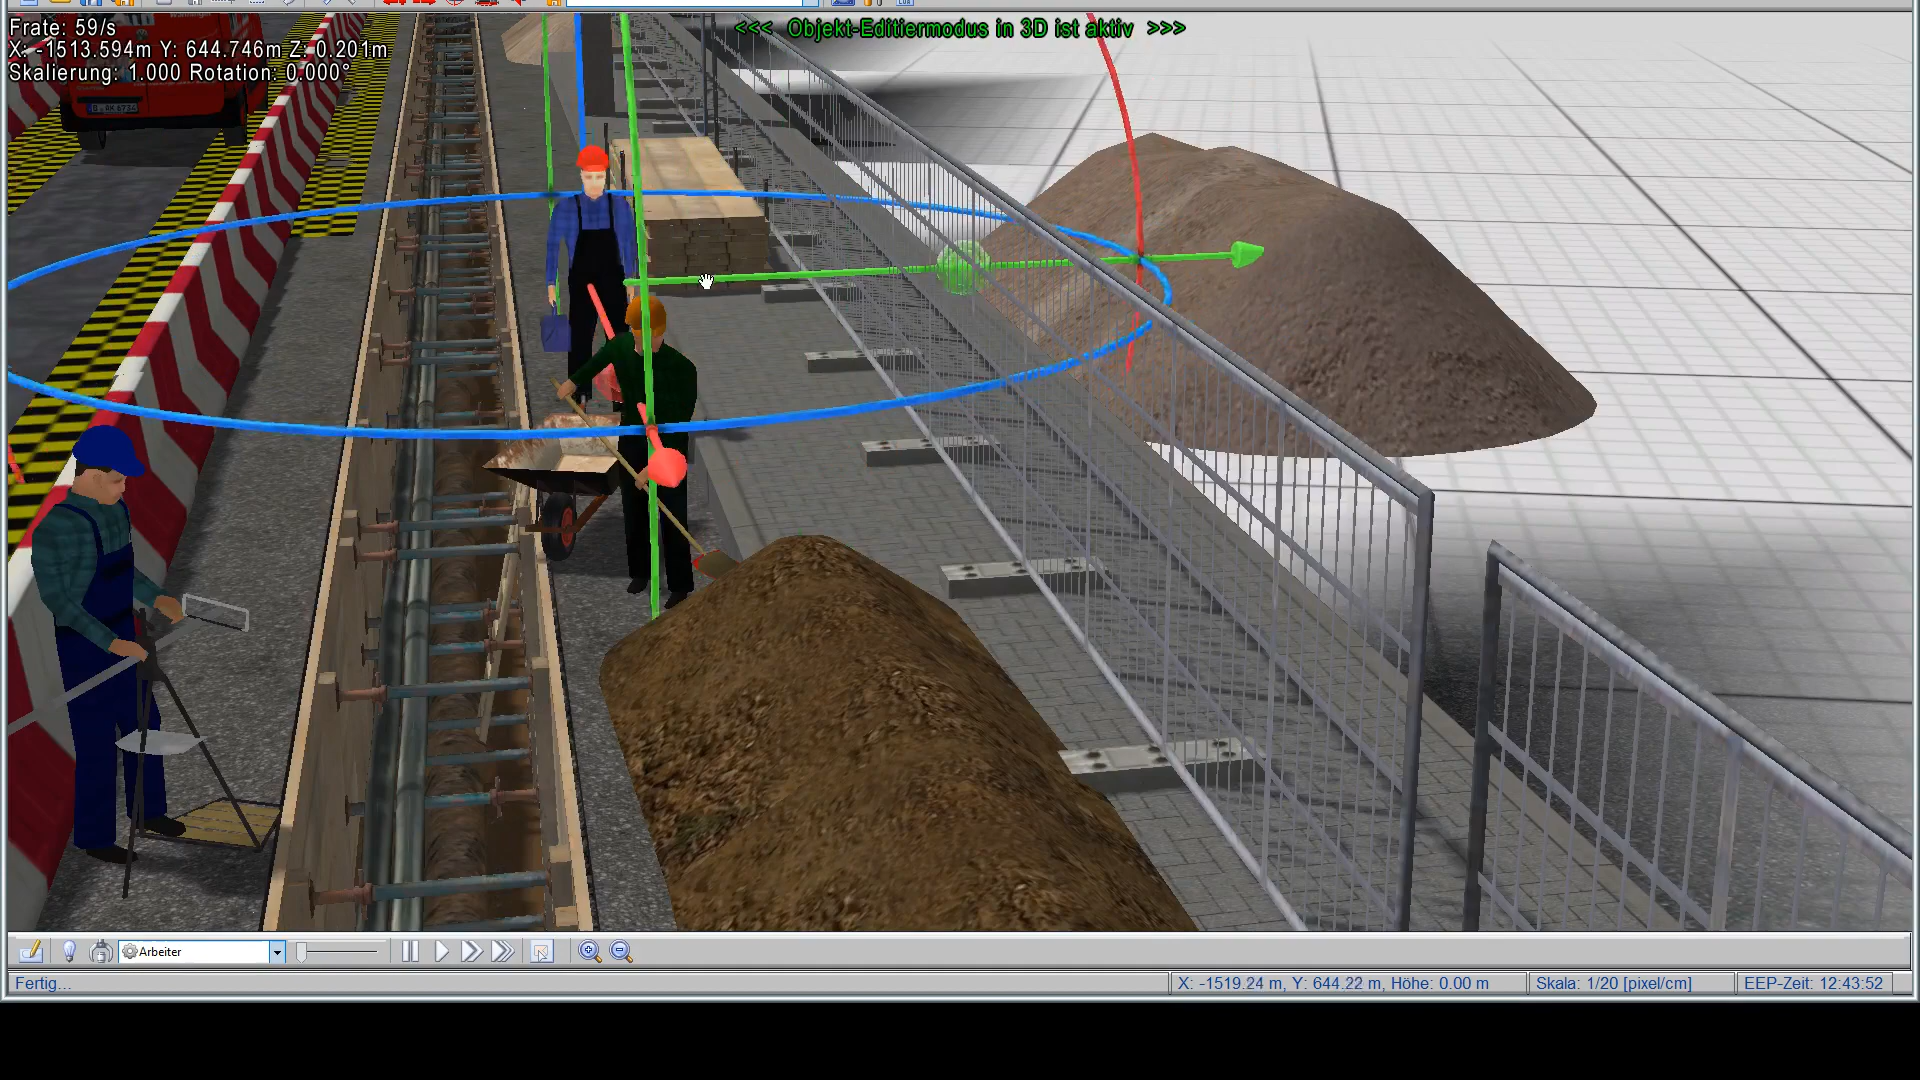 Frate: 59/s
<<< Objekt-Editiermodus in 3D ist aktiv >>>
X: -1513.594m Y: 644.746m Z: 0.201m
Skalierung: 1.000 Rotation: 0.000°
Arbeiter
Fertig...
X: -1519.24 m, Y: 644.22 m, Höhe: 0.00 m
Skala: 1/20 [pixel/cm]
EEP-Zeit: 12:43:52